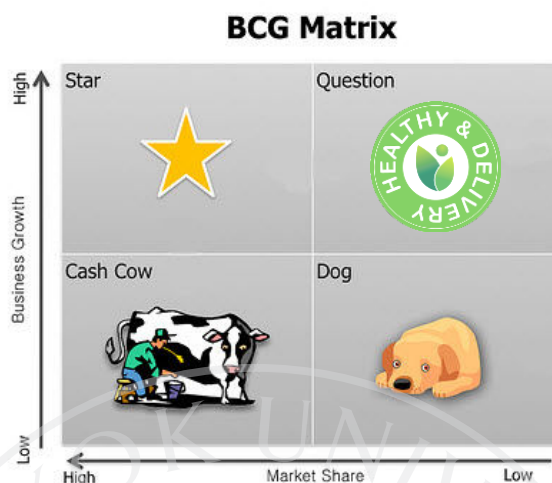 BCG Matrix
High
Star
Question
HEALTHY & DELIVERY
Business Growth
Cash Cow
Dog
Low
High
Market Share
Low